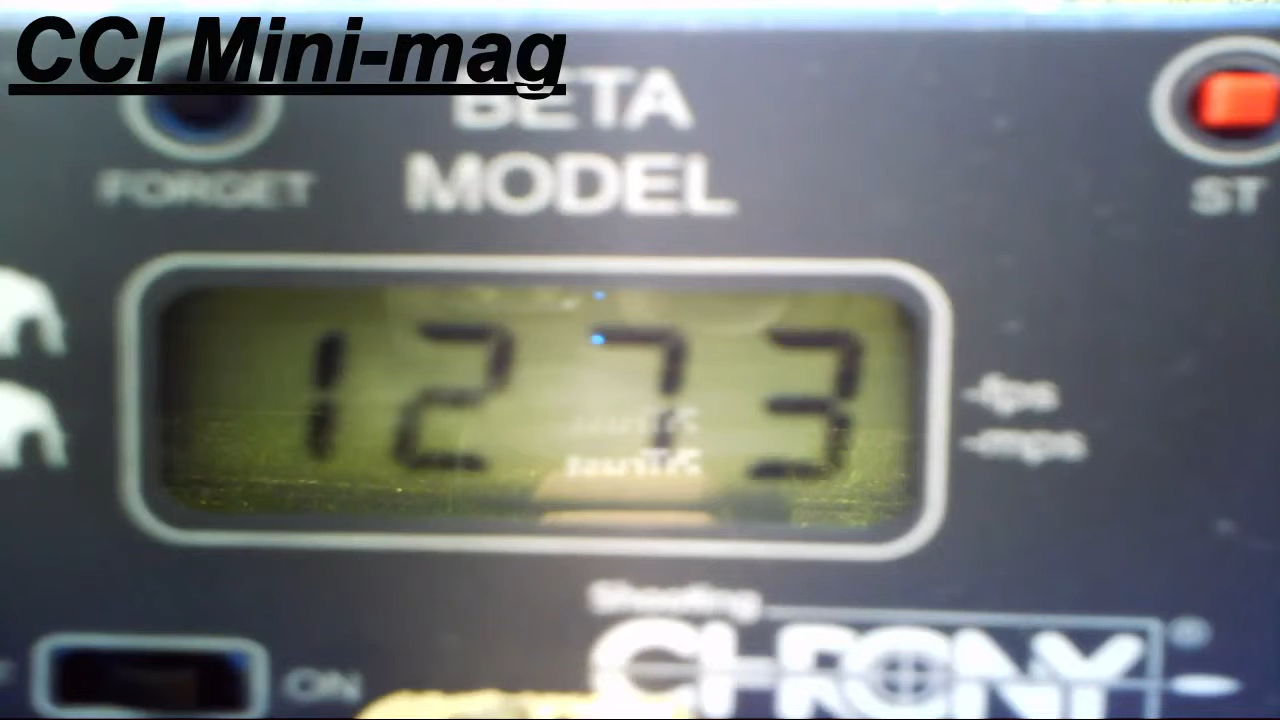 CCI Mini-mag
BETA
MODEL
FORGET
ST
1273
-fps
-mps
Shooting
CHRONY®
ON